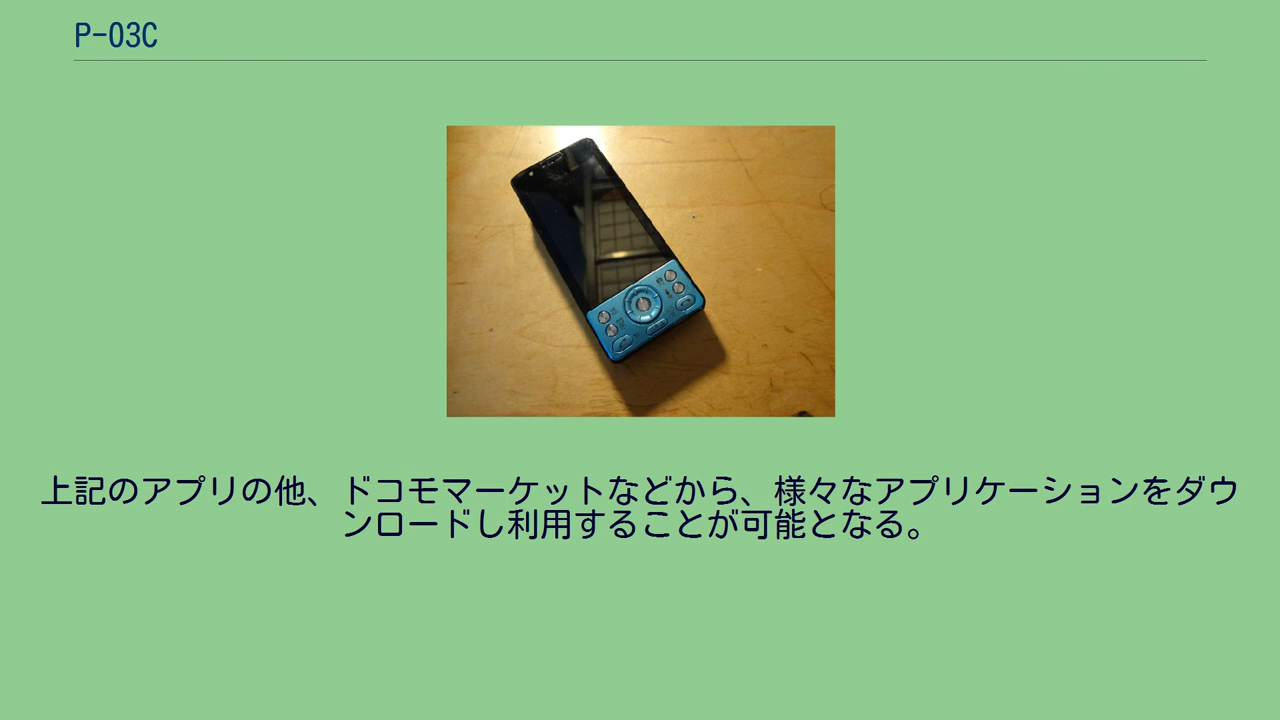 P-03C
上記のアプリの他、ドコモマーケットなどから、様々なアプリケーションをダウ
ンロードし利用することが可能となる。